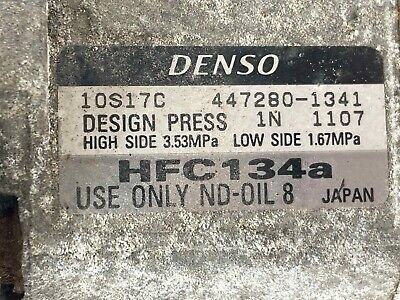 DENSO
10S17C 447280-1341
DESIGN PRESS 1N 1107
HIGH SIDE 3.53MPa LOW SIDE 1.67MPa
HFC134a
USE ONLY ND-OIL 8 JAPAN